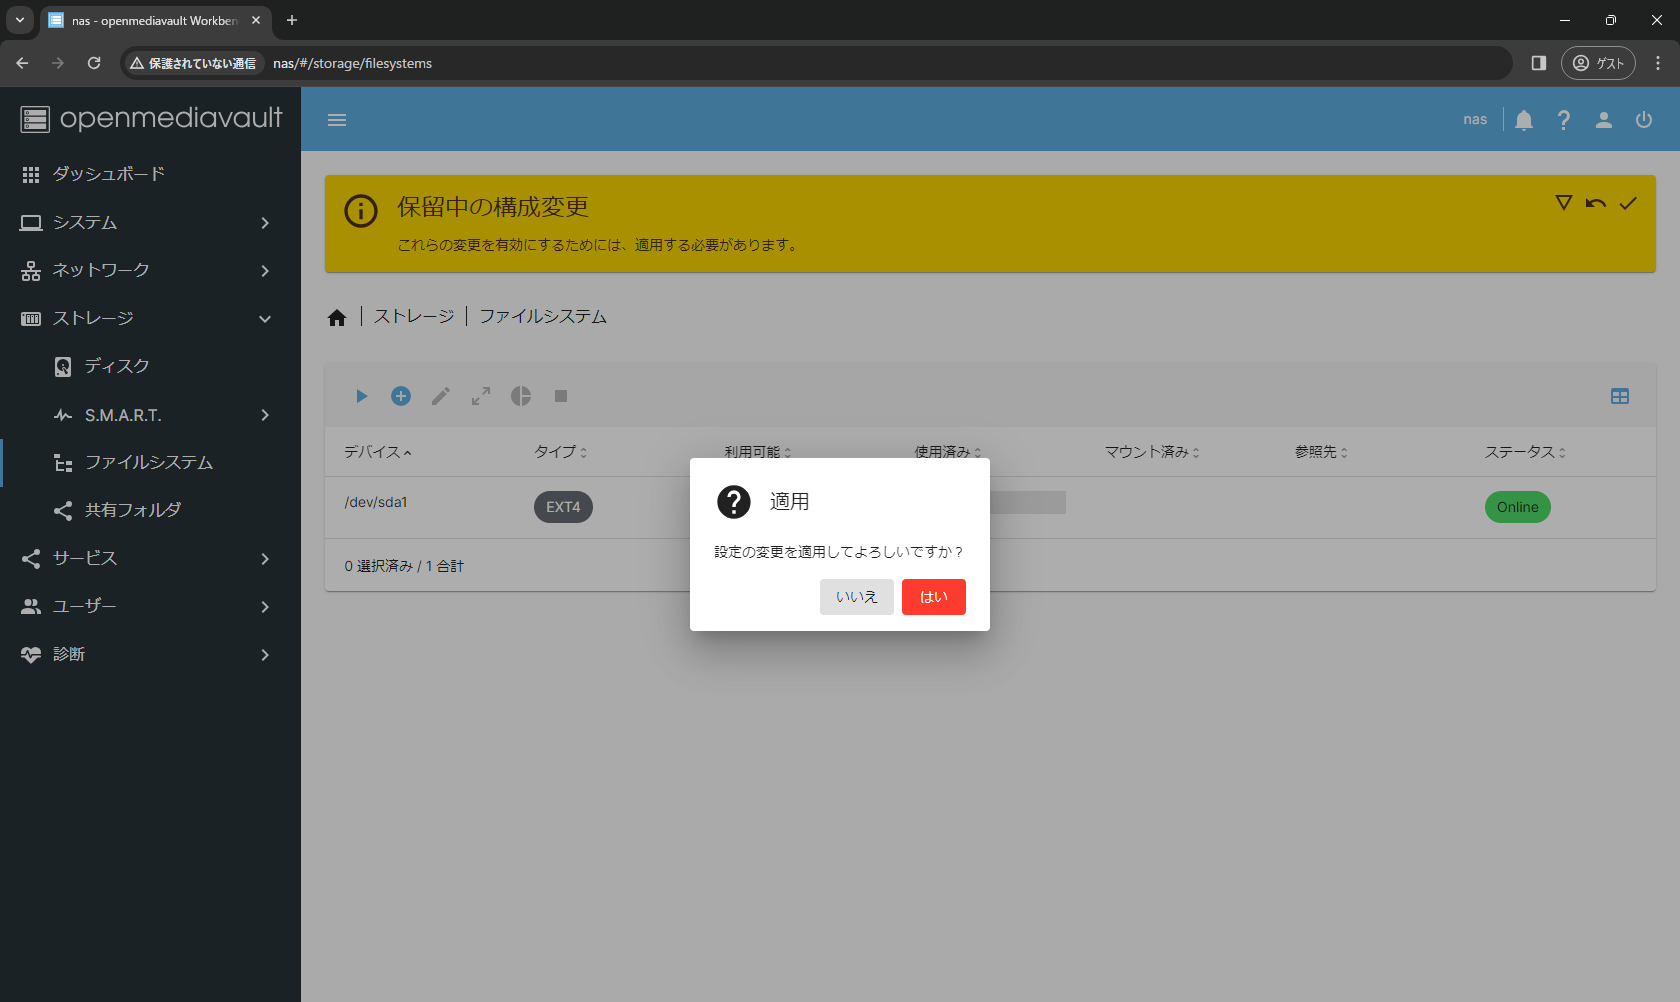 nas - openmediavault Workben
保護されていない通信
nas/#/storage/filesystems
ゲスト
openmediavault
nas
ダッシュボード
システム
ネットワーク
ストレージ
ディスク
S.M.A.R.T.
ファイルシステム
共有フォルダ
サービス
ユーザー
診断
保留中の構成変更
これらの変更を有効にするためには、適用する必要があります。
ストレージ | ファイルシステム
デバイス タイプ 利用可能 使用済み マウント済み 参照先 ステータス
/dev/sda1 EXT4 Online
0 選択済み / 1 合計
適用
設定の変更を適用してよろしいですか？
いいえ はい